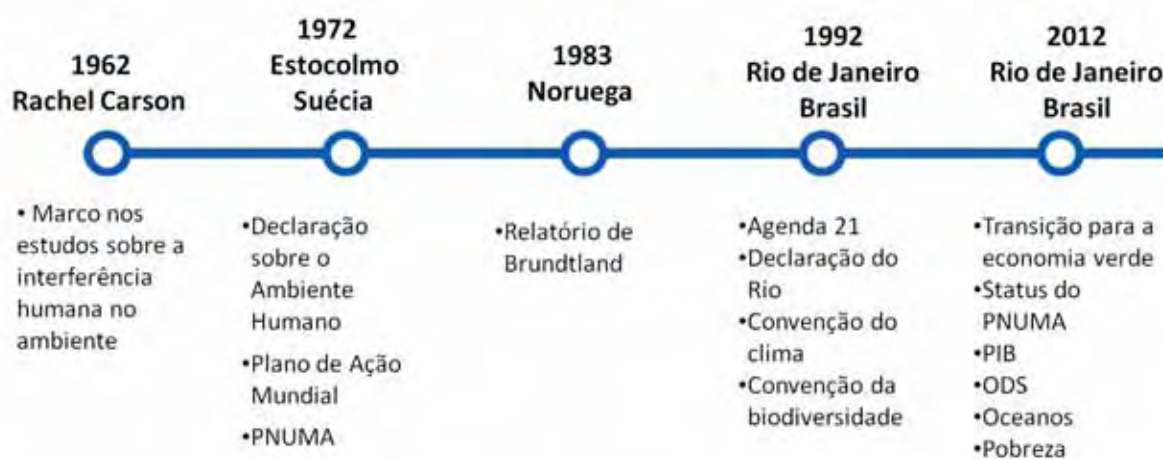 1962
Rachel Carson
• Marco nos
estudos sobre a
interferência
humana no
ambiente
1972
Estocolmo
Suécia
•Declaração
sobre o
Ambiente
Humano
•Plano de Ação
Mundial
•PNUMA
1983
Noruega
•Relatório de
Brundtland
1992
Rio de Janeiro
Brasil
•Agenda 21
•Declaração do
Rio
•Convenção do
clima
•Convenção da
biodiversidade
2012
Rio de Janeiro
Brasil
•Transição para a
economia verde
•Status do
PNUMA
•PIB
•ODS
•Oceanos
•Pobreza